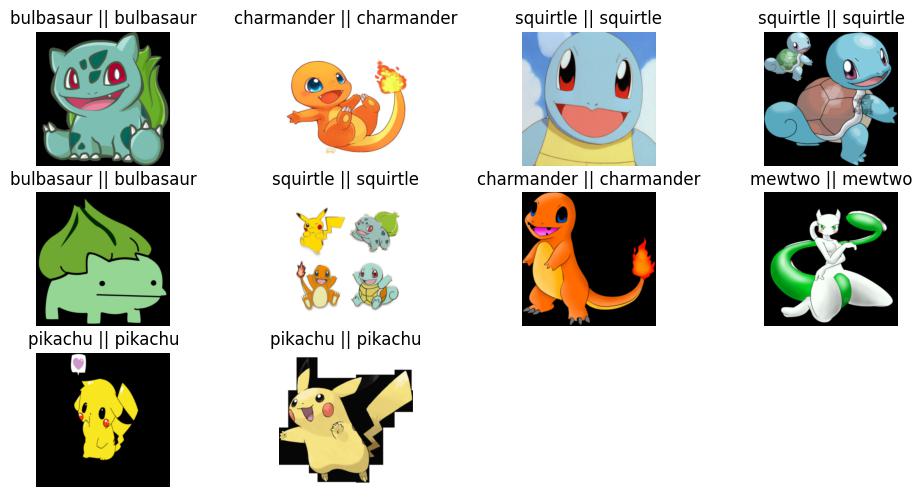 bulbasaur || bulbasaur
charmander || charmander
squirtle || squirtle
squirtle || squirtle
bulbasaur || bulbasaur
squirtle || squirtle
charmander || charmander
mewtwo || mewtwo
pikachu || pikachu
pikachu || pikachu